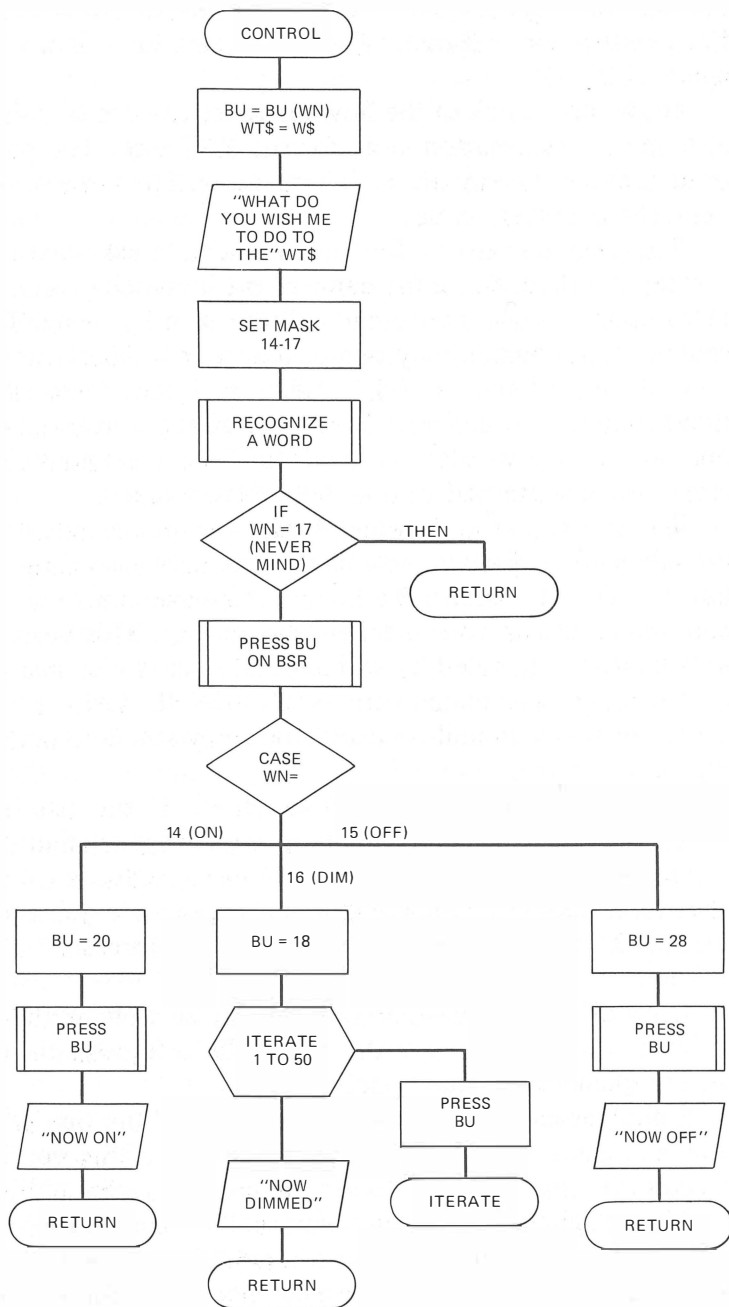 CONTROL
BU = BU (WN)
WT$ = W$
"WHAT DO
YOU WISH ME
TO DO TO
THE" WT$
SET MASK
14-17
RECOGNIZE
A WORD
IF
WN = 17
(NEVER
MIND)
THEN
RETURN
PRESS BU
ON BSR
CASE
WN=
14 (ON)
15 (OFF)
16 (DIM)
BU = 20
BU = 18
BU = 28
PRESS
BU
ITERATE
1 TO 50
PRESS
BU
PRESS
BU
"NOW ON"
"NOW
DIMMED"
"NOW OFF"
ITERATE
RETURN
RETURN
RETURN